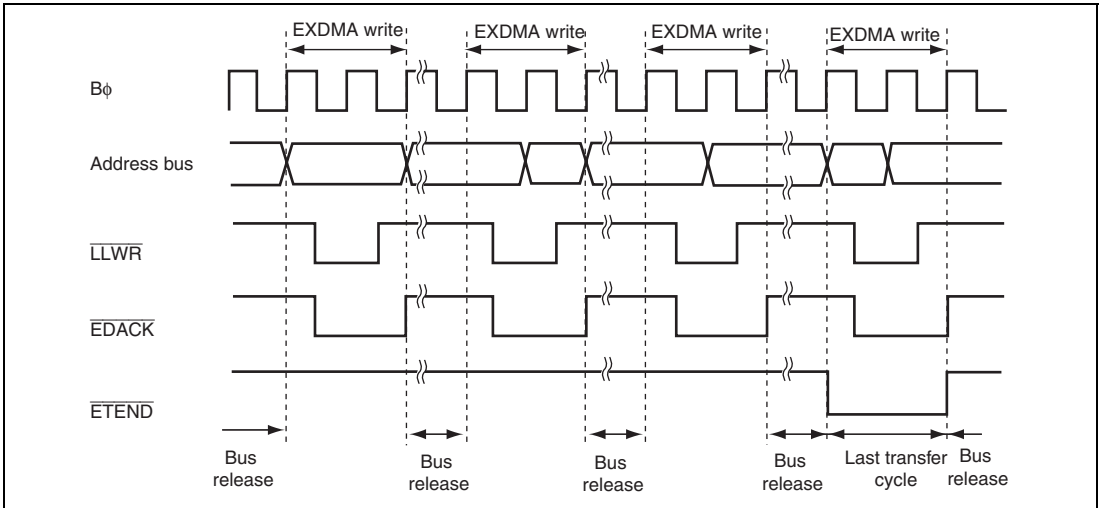 EXDMA write EXDMA write EXDMA write EXDMA write
Bϕ
Address bus
LLWR
EDACK
ETEND
Bus release
Bus release
Bus release
Bus release
Last transfer cycle
Bus release